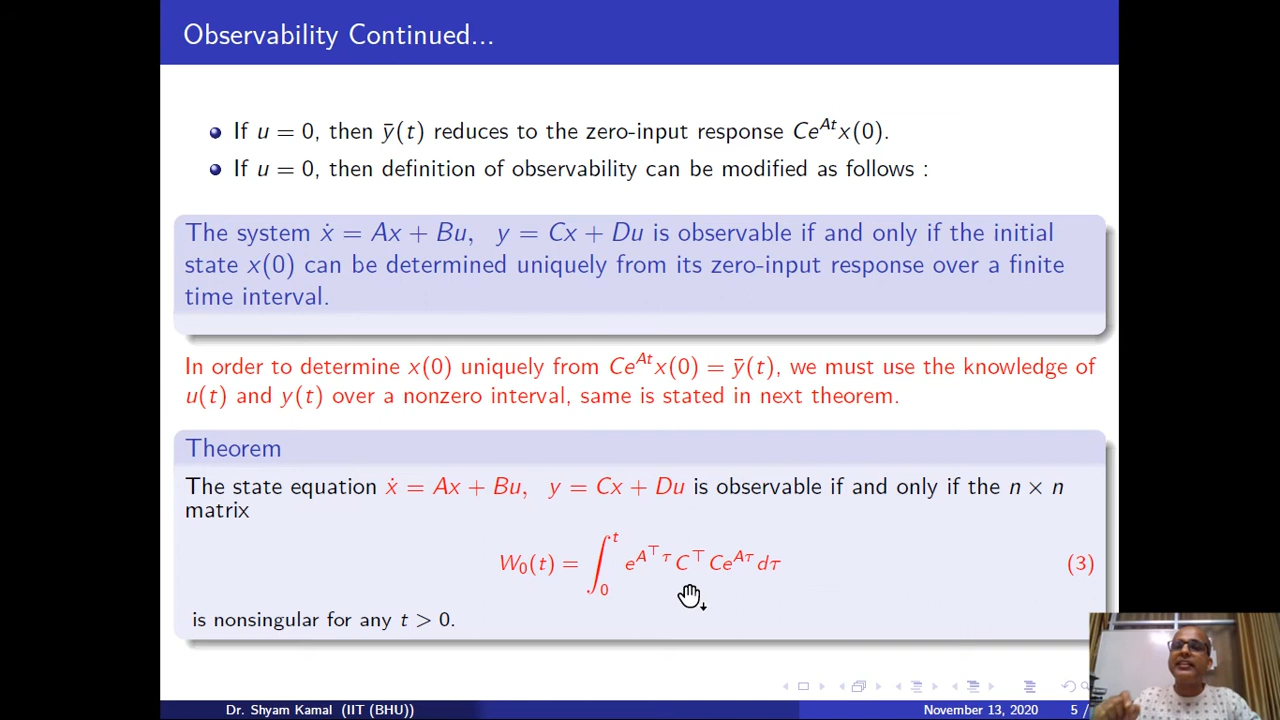 Observability Continued...
If u = 0, then ȳ(t) reduces to the zero-input response Ce^{At}x(0).
If u = 0, then definition of observability can be modified as follows :
The system ẋ = Ax + Bu, y = Cx + Du is observable if and only if the initial
state x(0) can be determined uniquely from its zero-input response over a finite
time interval.
In order to determine x(0) uniquely from Ce^{At}x(0) = ȳ(t), we must use the knowledge of
u(t) and y(t) over a nonzero interval, same is stated in next theorem.
Theorem
The state equation ẋ = Ax + Bu, y = Cx + Du is observable if and only if the n × n
matrix
W₀(t) = ∫₀ᵗ e^{A^⊤τ} C^⊤ Ce^{Aτ} dτ (3)
is nonsingular for any t > 0.
Dr. Shyam Kamal (IIT (BHU)) November 13, 2020 5 /